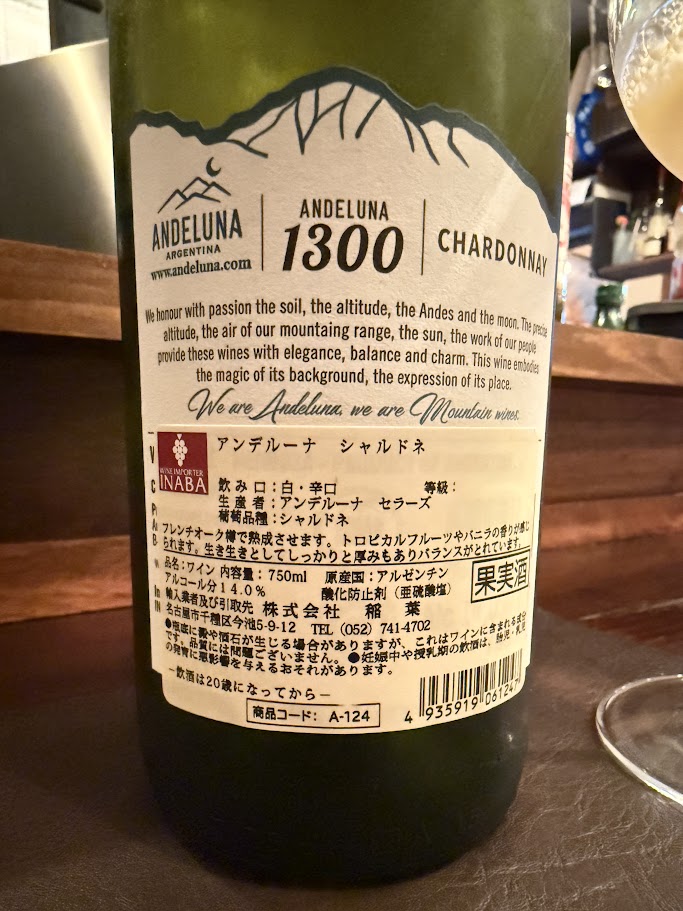 ANDELUNA
ARGENTINA
www.andeluna.com
ANDELUNA
1300
CHARDONNAY
We honour with passion the soil, the altitude, the Andes and the moon. The precise
altitude, the air of our mountaing range, the sun, the work of our people
provide these wines with elegance, balance and charm. This wine embodies
the magic of its background, the expression of its place.
We are Andeluna, we are Mountain wines.
WINE IMPORTER
INABA
アンデルーナ シャルドネ
飲み口:白・辛口 等級:
生産者:アンデルーナ セラーズ
葡萄品種:シャルドネ
フレンチオーク樽で熟成させます。トロピカルフルーツやバニラの香りが感じ
られます。生き生きとしてしっかりと厚みもありバランスがとれています。
品名:ワイン 内容量:750ml 原産国:アルゼンチン
アルコール分14.0% 酸化防止剤(亜硫酸塩)
果実酒
輸入業者及び引取先 株式会社 稲葉
名古屋市千種区今池5-9-12 TEL(052)741-4702
●瓶底に澱や酒石が生じる場合がありますが、これはワインに含まれる成分
です。品質には問題ございません。●妊娠中や授乳期の飲酒は、胎児・乳児
の発育に悪影響を与えるおそれがあります。
―飲酒は20歳になってから―
商品コード: A-124
4 935919 061247